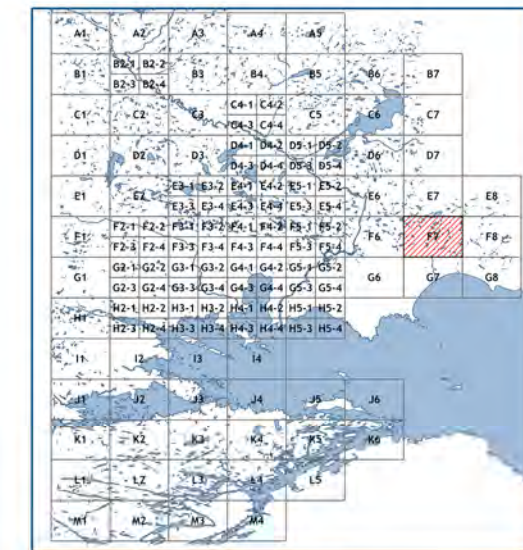 A1 A2 A3 A4 A5
B2-1 B2-2
B1 B3 B4 B5 B6 B7
B2-3 B2-4
C4-1 C4-2
C1 C2 C3 C5 C6 C7
C4-3 C4-4
D4-1 D4-2 D5-1 D5-2
D1 D2 D3 D6 D7
D4-3 D4-4 D5-3 D5-4
E3-1 E3-2 E4-1 E4-2 E5-1 E5-2
E1 E2 E6 E7 E8
E3-3 E3-4 E4-3 E4-4 E5-3 E5-4
F2-1 F2-2 F3-1 F3-2 F4-1 F4-2 F5-1 F5-2
F1 F6 F7 F8
F2-3 F2-4 F3-3 F3-4 F4-3 F4-4 F5-3 F5-4
G2-1 G2-2 G3-1 G3-2 G4-1 G4-2 G5-1 G5-2
G1 G6 G7 G8
G2-3 G2-4 G3-3 G3-4 G4-3 G4-4 G5-3 G5-4
H2-1 H2-2 H3-1 H3-2 H4-1 H4-2 H5-1 H5-2
H1
H2-3 H2-4 H3-3 H3-4 H4-3 H4-4 H5-3 H5-4
I1 I2 I3 I4
J1 J2 J3 J4 J5 J6
K1 K2 K3 K4 K5 K6
L1 L2 L3 L4 L5
M1 M2 M3 M4